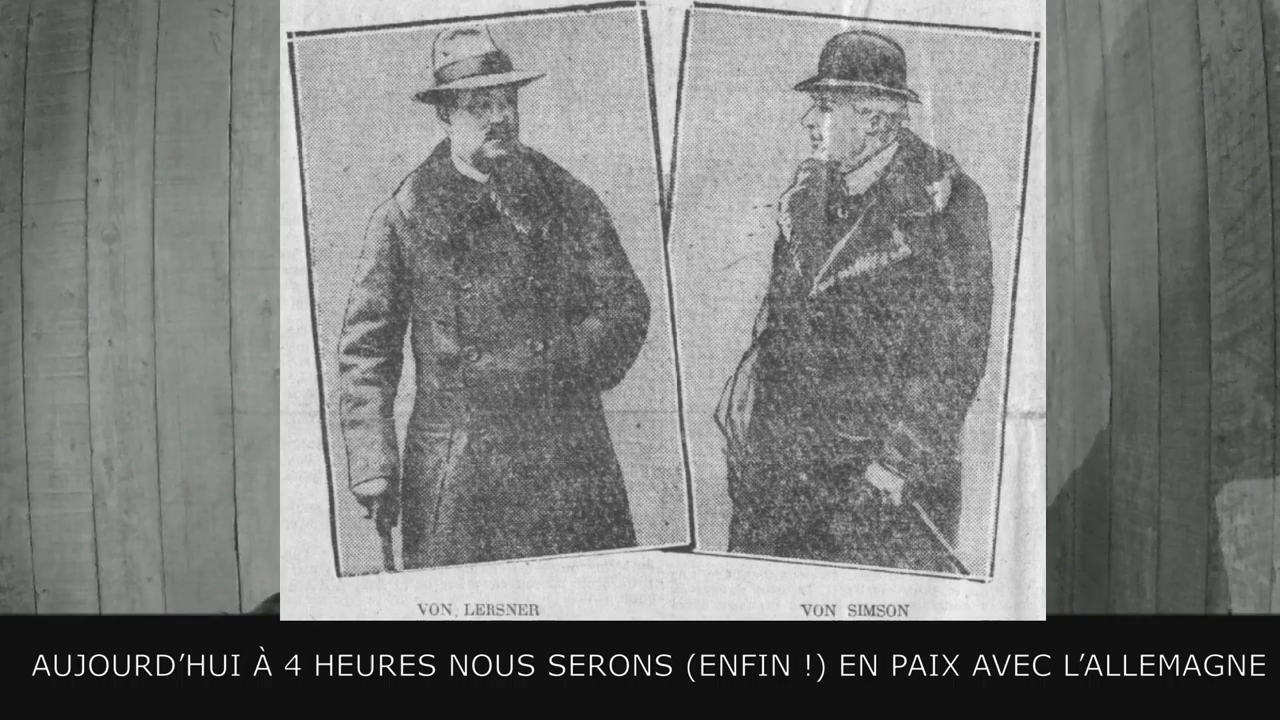 VON LERSNER
VON SIMSON
AUJOURD’HUI À 4 HEURES NOUS SERONS (ENFIN !) EN PAIX AVEC L’ALLEMAGNE